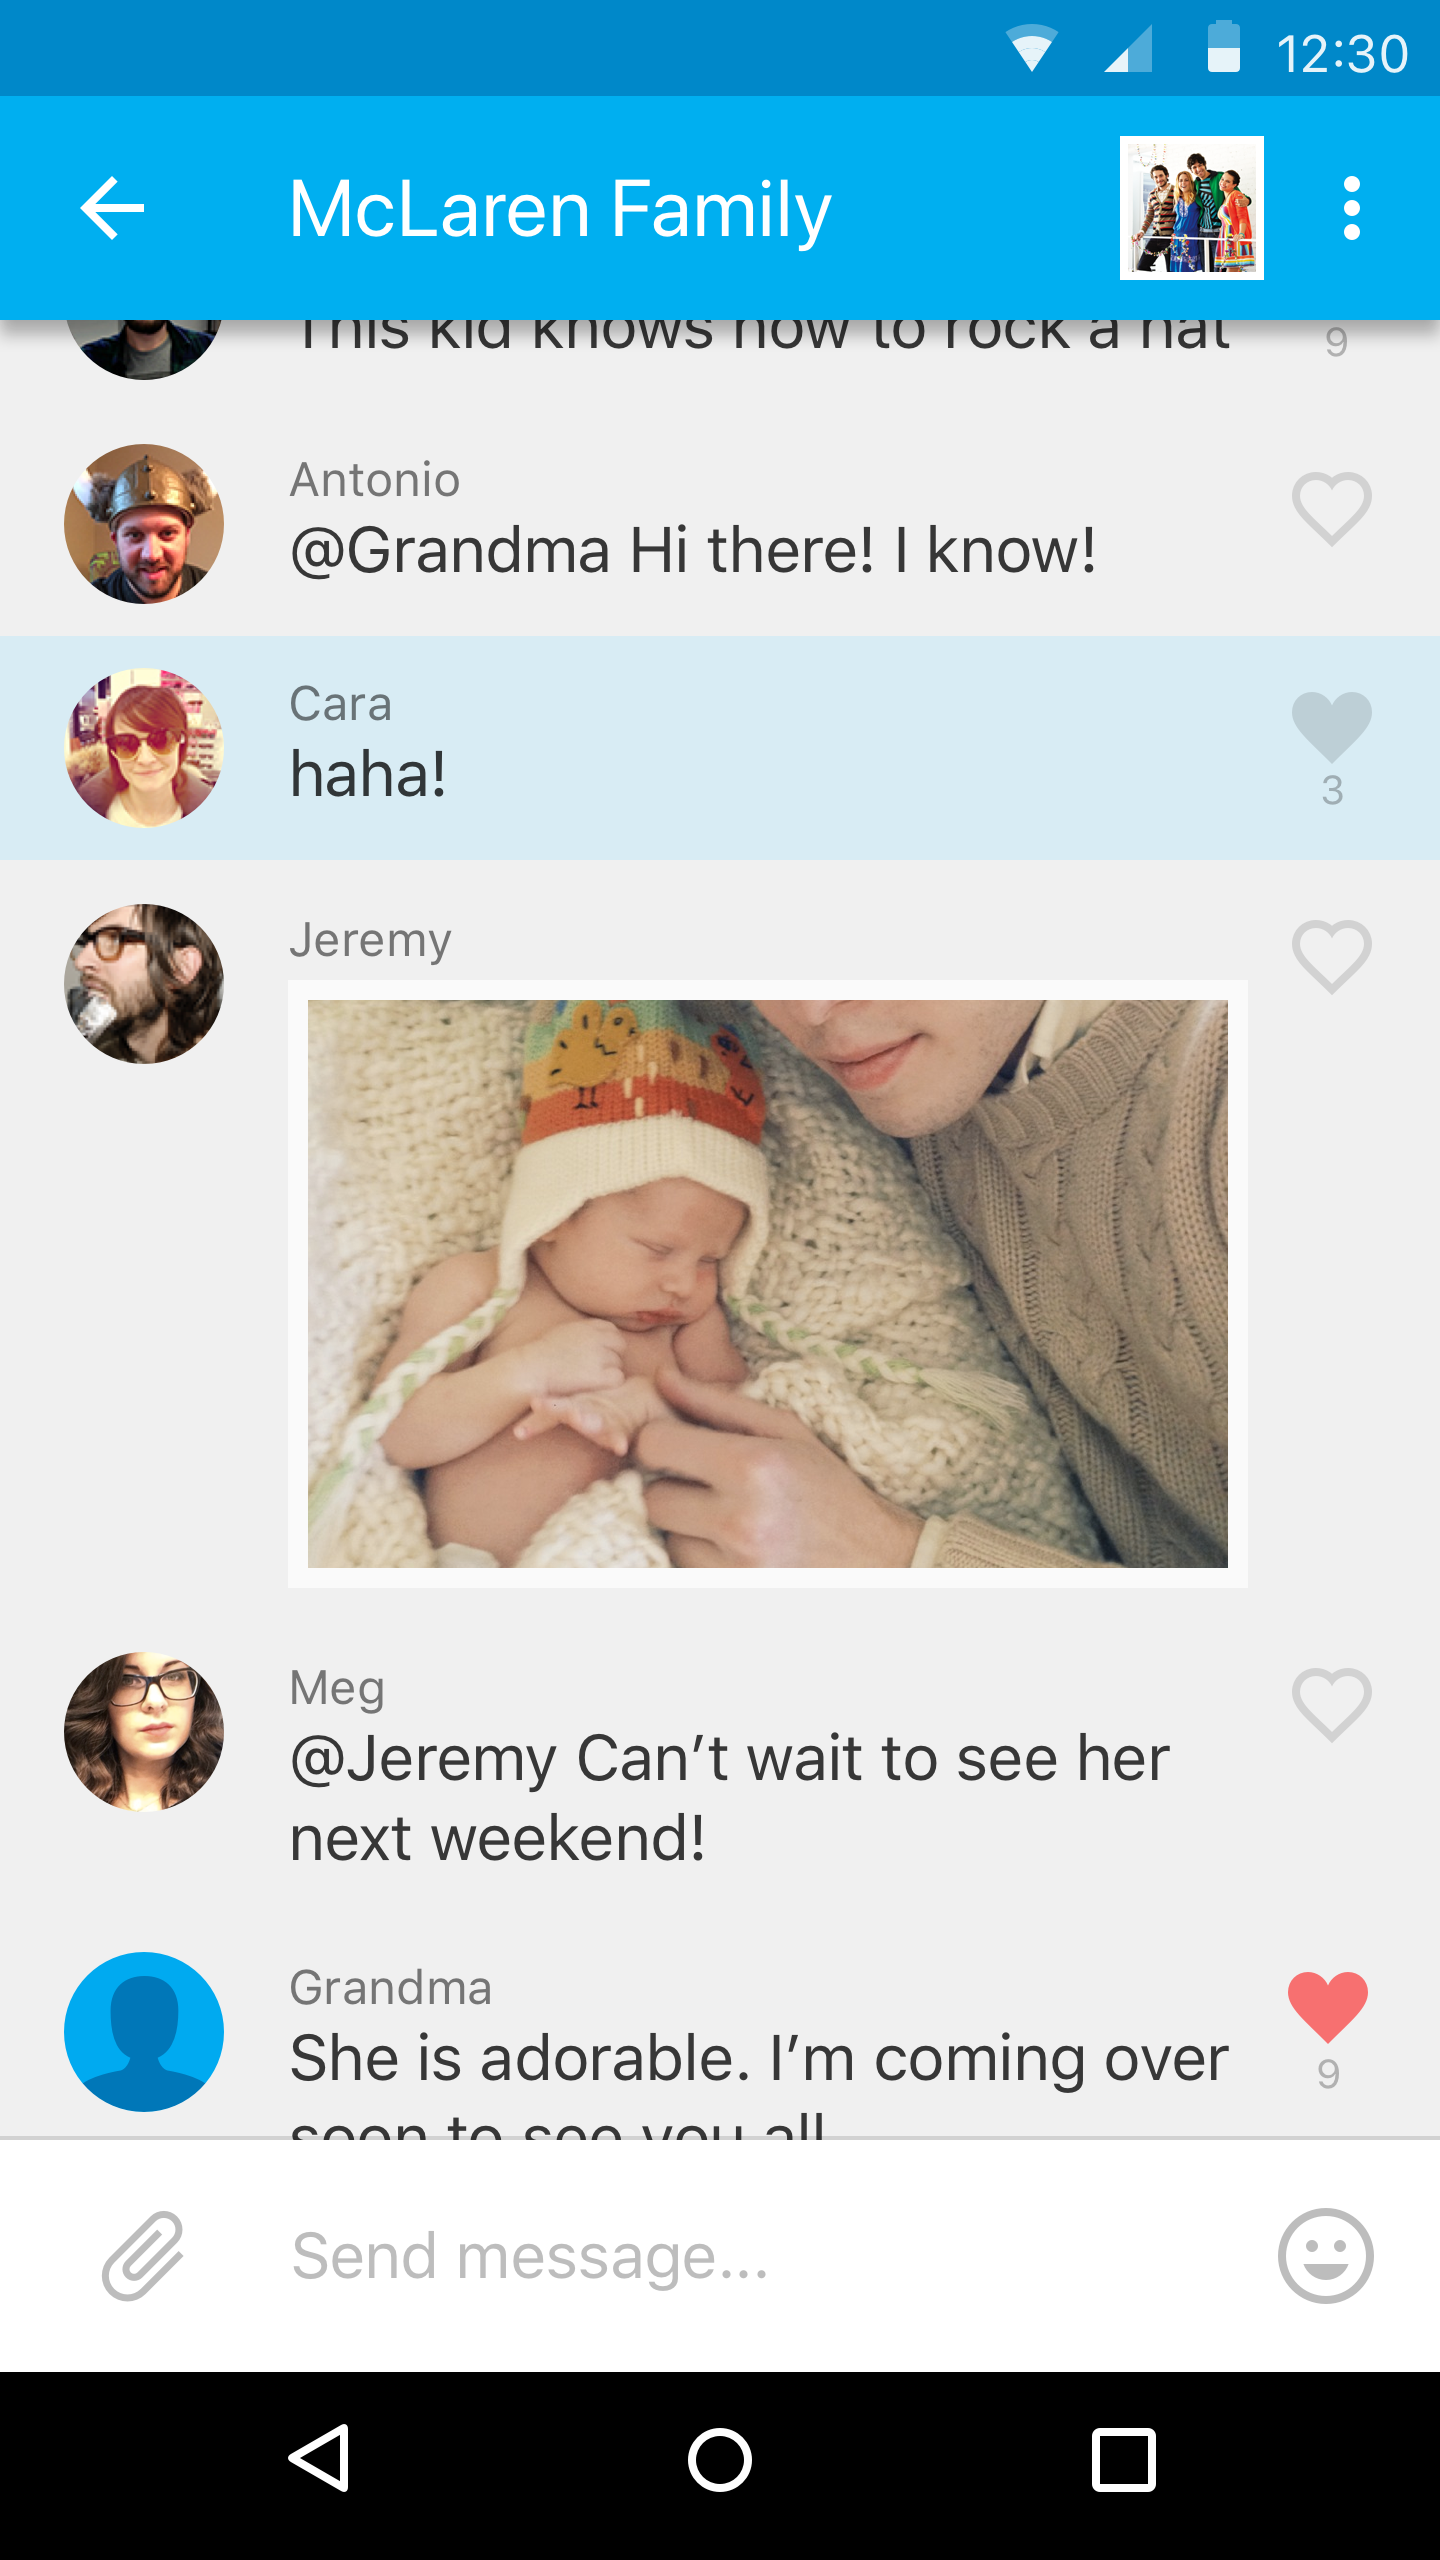 12:30
McLaren Family
This kid knows how to rock a hat
9
Antonio
@Grandma Hi there! I know!
Cara
haha!
3
Jeremy
Meg
@Jeremy Can’t wait to see her
next weekend!
Grandma
She is adorable. I’m coming over
9
soon to see you all
Send message...